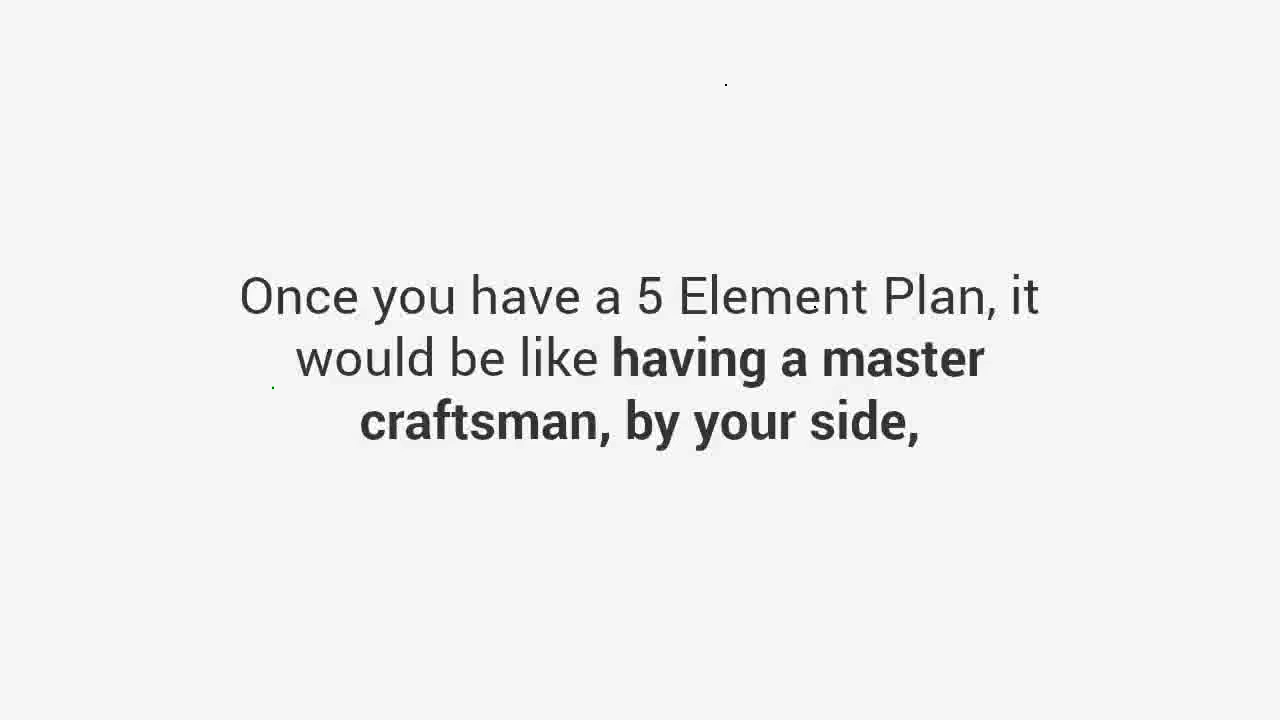 Once you have a 5 Element Plan, it
would be like having a master
craftsman, by your side,